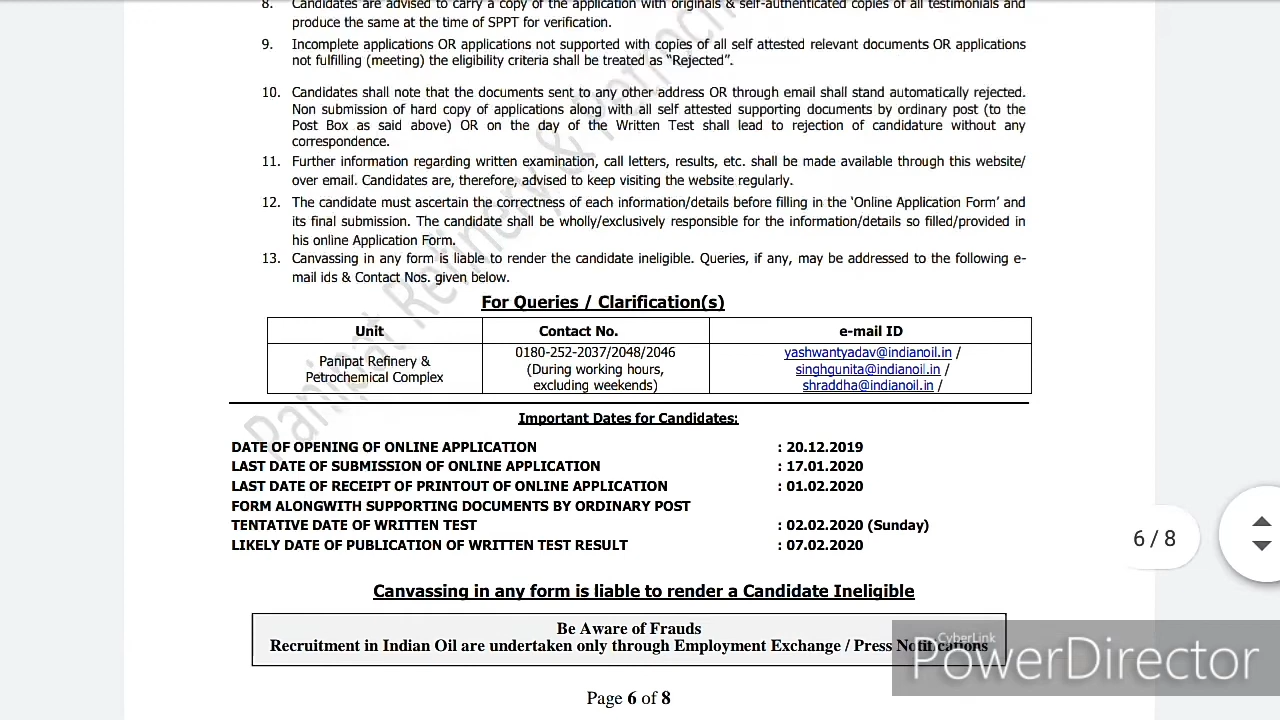 8. Candidates are advised to carry a copy of the application with originals & self-authenticated copies of all testimonials and
produce the same at the time of SPPT for verification.
9. Incomplete applications OR applications not supported with copies of all self attested relevant documents OR applications
not fulfilling (meeting) the eligibility criteria shall be treated as “Rejected”.
10. Candidates shall note that the documents sent to any other address OR through email shall stand automatically rejected.
Non submission of hard copy of applications along with all self attested supporting documents by ordinary post (to the
Post Box as said above) OR on the day of the Written Test shall lead to rejection of candidature without any
correspondence.
11. Further information regarding written examination, call letters, results, etc. shall be made available through this website/
over email. Candidates are, therefore, advised to keep visiting the website regularly.
12. The candidate must ascertain the correctness of each information/details before filling in the ‘Online Application Form’ and
its final submission. The candidate shall be wholly/exclusively responsible for the information/details so filled/provided in
his online Application Form.
13. Canvassing in any form is liable to render the candidate ineligible. Queries, if any, may be addressed to the following e-
mail ids & Contact Nos. given below.
For Queries / Clarification(s)
Unit Contact No. e-mail ID
Panipat Refinery &
Petrochemical Complex
0180-252-2037/2048/2046
(During working hours,
excluding weekends)
yashwantyadav@indianoil.in /
singhgunita@indianoil.in /
shraddha@indianoil.in /
Important Dates for Candidates:
DATE OF OPENING OF ONLINE APPLICATION : 20.12.2019
LAST DATE OF SUBMISSION OF ONLINE APPLICATION : 17.01.2020
LAST DATE OF RECEIPT OF PRINTOUT OF ONLINE APPLICATION : 01.02.2020
FORM ALONGWITH SUPPORTING DOCUMENTS BY ORDINARY POST
TENTATIVE DATE OF WRITTEN TEST : 02.02.2020 (Sunday)
LIKELY DATE OF PUBLICATION OF WRITTEN TEST RESULT : 07.02.2020
Canvassing in any form is liable to render a Candidate Ineligible
Be Aware of Frauds
Recruitment in Indian Oil are undertaken only through Employment Exchange / Press Notifications
Page 6 of 8
6 / 8
Panipat Refinery & Petroch
CyberLink
PowerDirector